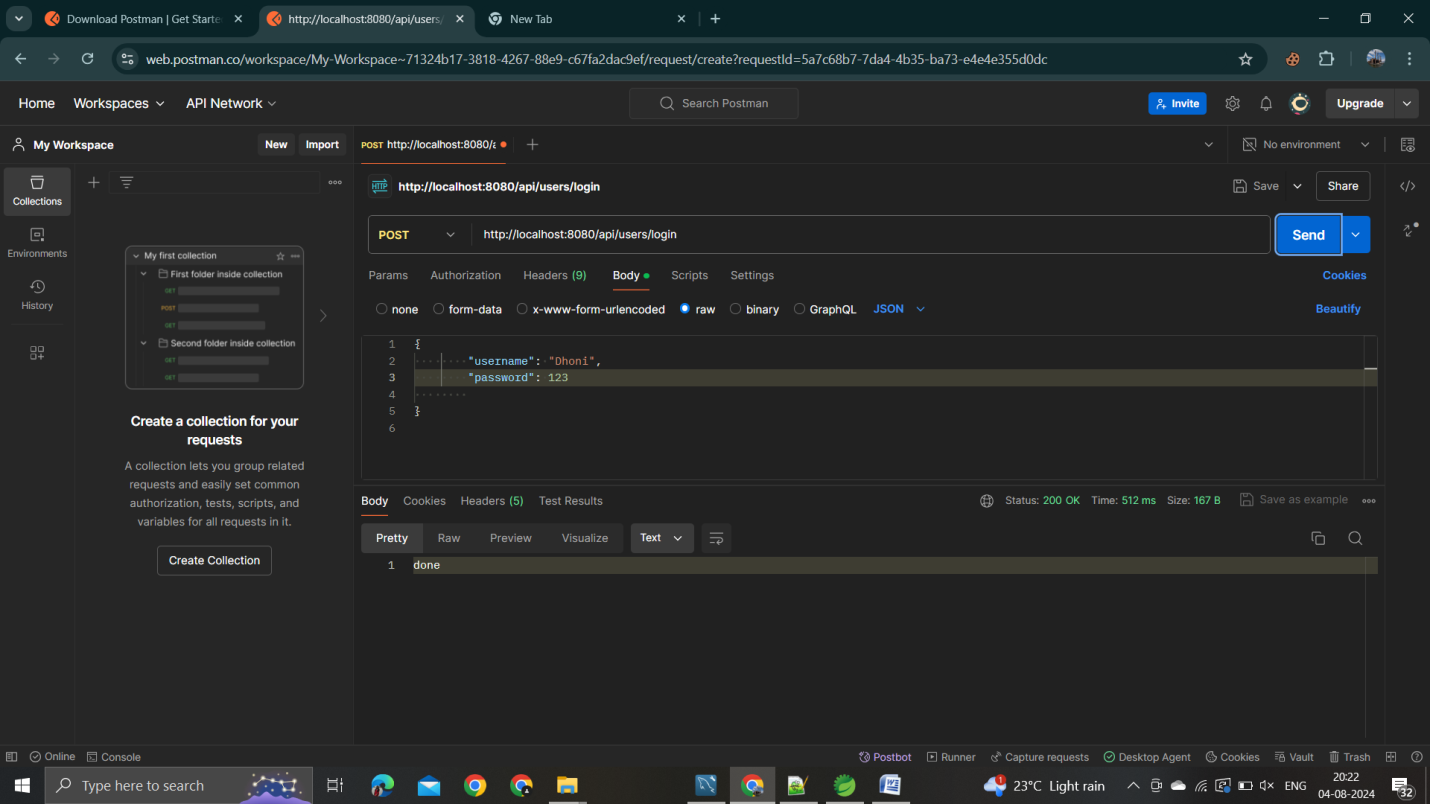 Download Postman | Get Starte
http://localhost:8080/api/users/
New Tab
web.postman.co/workspace/My-Workspace~71324b17-3818-4267-88e9-c67fa2dac9ef/request/create?requestId=5a7c68b7-7da4-4b35-ba73-e4e4e355d0dc
Home Workspaces API Network Search Postman Invite Upgrade
My Workspace New Import POST http://localhost:8080/a No environment
Collections
Environments
History
HTTP http://localhost:8080/api/users/login Save Share
POST http://localhost:8080/api/users/login Send
Params Authorization Headers (9) Body Scripts Settings Cookies
none form-data x-www-form-urlencoded raw binary GraphQL JSON Beautify
1 {
2 "username": "Dhoni",
3 "password": 123
4
5 }
6
My first collection
First folder inside collection
GET
POST
GET
Second folder inside collection
GET
GET
Create a collection for your
requests
A collection lets you group related
requests and easily set common
authorization, tests, scripts, and
variables for all requests in it.
Create Collection
Body Cookies Headers (5) Test Results Status: 200 OK Time: 512 ms Size: 167 B Save as example
Pretty Raw Preview Visualize Text
1 done
Online Console Postbot Runner Capture requests Desktop Agent Cookies Vault Trash
Type here to search
1 23°C Light rain ENG
20:22
04-08-2024
32